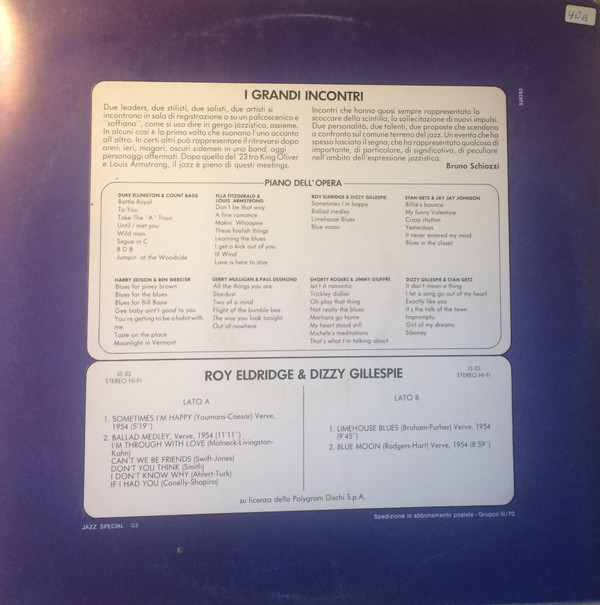 40
I GRANDI INCONTRI
Due leaders, due stilisti, due solisti, due artisti si
incontrono in sala di registrazione o su un palcoscenico e
"soffiano", come si usa dire in gergo jazzistico, assieme.
In alcuni casi è la prima volta che suonano l'uno accanto
all'altro. In certi altri può rappresentare il ritrovarsi dopo
anni: ieri, magari, oscuri sidemen in una band, oggi
personaggi affermati. Dopo quello del '23 tra King Oliver
e Louis Armstrong, il jazz è pieno di questi meetings.
Incontri che hanno quasi sempre rappresentato lo
scoccare della scintilla, la sollecitazione di nuovi impulsi.
Due personalità, due talenti, due proposte che scendono
a confronto sul comune terreno del jazz. Un evento che ha
spesso lasciato il segno, che ha rappresentato qualcosa di
importante, di particolare, di significativo, di peculiare
nell'ambito dell'espressione jazzistica.
Bruno Schiozzi
PIANO DELL'OPERA
DUKE ELLINGTON & COUNT BASIE
Battle Royal
To You
Take The "A" Train
Until I met you
Wild man
Segue in C
B D B
Jumpin' at the Woodside
ELLA FITZGERALD &
LOUIS ARMSTRONG
Don't be that way
A fine romance
Makin' Whoopee
These foolish things
Learning the blues
I get a kick out of you
Ill Wind
Love is here to stay
ROY ELDRIDGE & DIZZY GILLESPIE
Sometimes I'm happy
Ballad medley
Limehouse Blues
Blue moon
STAN GETZ & JAY JAY JOHNSON
Billie's bounce
My funny Valentine
Crazy rhythm
Yesterdays
It never entered my mind
Blues in the closet
HARRY EDISON & BEN WEBSTER
Blues for piney brown
Blues for the blues
Blues for Bill Basie
Gee baby ain't good to you
You're getting to be a habit with
me
Taste on the place
Moonlight in Vermont
GERRY MULLIGAN & PAUL DESMOND
All the things you are
Stardust
Two of a mind
Flight of the bumble bee
The way you look tonight
Out of nowhere
SHORTY ROGERS & JIMMY GIUFFRE
Isn't it romantic
Trickley didlier
Oh play that thing
Not really the blues
Martians go home
My heart stood still
Michele's meditations
That's what I'm talking about
DIZZY GILLESPIE & STAN GETZ
It don't mean a thing
I let a song go out of my heart
Exactly like you
It's the talk of the town
Impromptu
Girl of my dreams
Siboney
JS 03
STEREO HI-FI
ROY ELDRIDGE & DIZZY GILLESPIE
JS 03
STEREO HI-FI
LATO A
1. SOMETIMES I'M HAPPY (Youmans-Caesar) Verve,
1954 (5'19")
2. BALLAD MEDLEY, Verve, 1954 (11'11")
I'M THROUGH WITH LOVE (Malneck-Livingston-
Kahn)
CAN'T WE BE FRIENDS (Swift-Jones)
DON'T YOU THINK (Smith)
I DON'T KNOW WHY (Ahlert-Turk)
IF I HAD YOU (Conelly-Shapiro)
LATO B
1. LIMEHOUSE BLUES (Braham-Furher) Verve, 1954
(9'45")
2. BLUE MOON (Rodgers-Hart) Verve, 1954 (8'59")
su licenza della Polygram Dischi S.p.A.
JAZZ SPECIAL - 03
Spedizione in abbonamento postale - Gruppo III/70